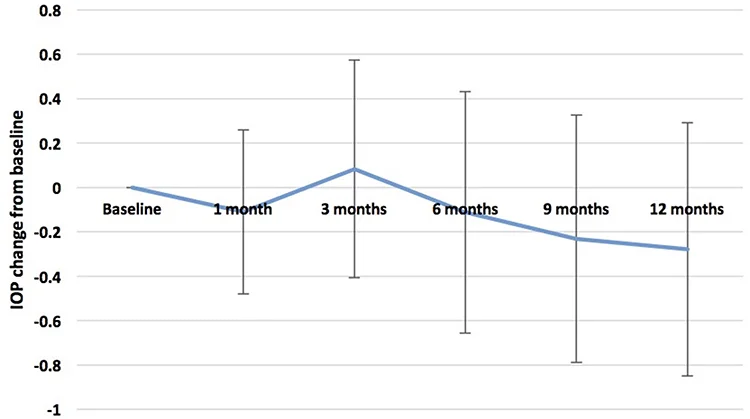 0.8
0.6
0.4
0.2
0
-0.2
-0.4
-0.6
-0.8
-1
IOP change from baseline
Baseline
1 month
3 months
6 months
9 months
12 months